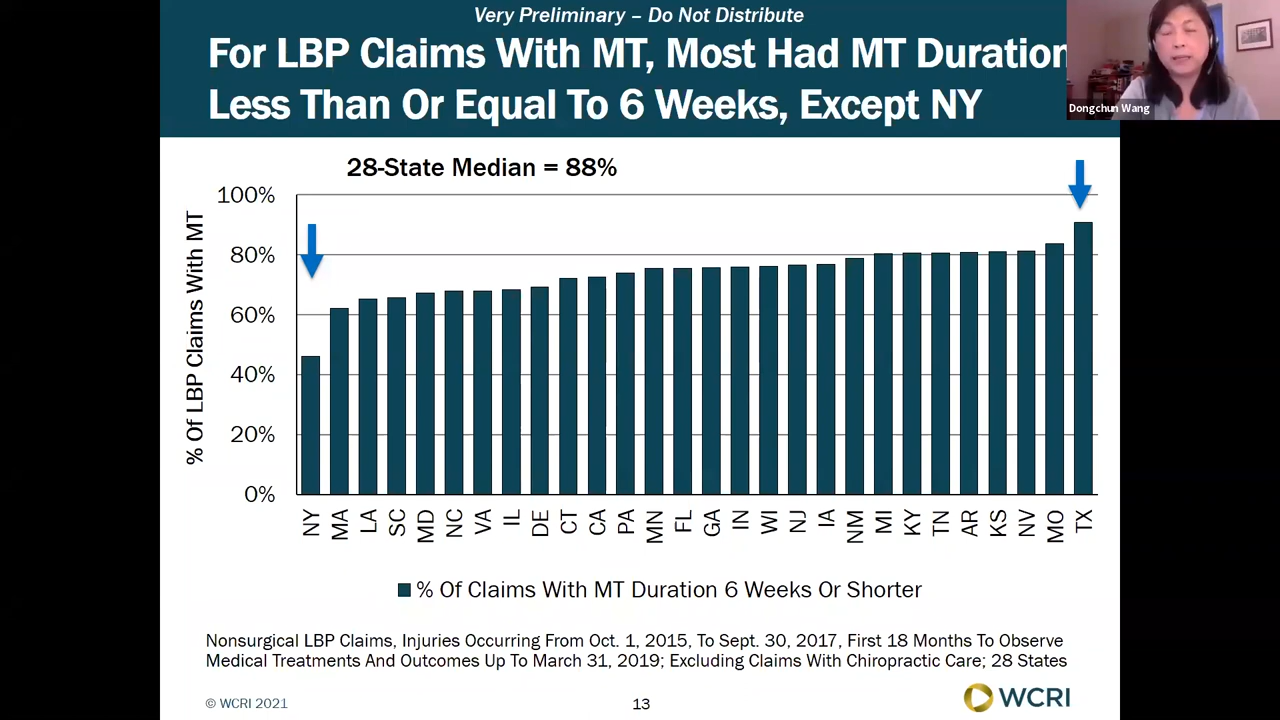 Very Preliminary – Do Not Distribute
For LBP Claims With MT, Most Had MT Duration
Less Than Or Equal To 6 Weeks, Except NY
Dongchun Wang
28-State Median = 88%
% Of LBP Claims With MT
100%
80%
60%
40%
20%
0%
NY MA LA SC MD NC VA IL DE CT CA PA MN FL GA IN WI NJ IA NM MI KY TN AR KS NV MO TX
% Of Claims With MT Duration 6 Weeks Or Shorter
Nonsurgical LBP Claims, Injuries Occurring From Oct. 1, 2015, To Sept. 30, 2017, First 18 Months To Observe
Medical Treatments And Outcomes Up To March 31, 2019; Excluding Claims With Chiropractic Care; 28 States
© WCRI 2021
13
WCRI